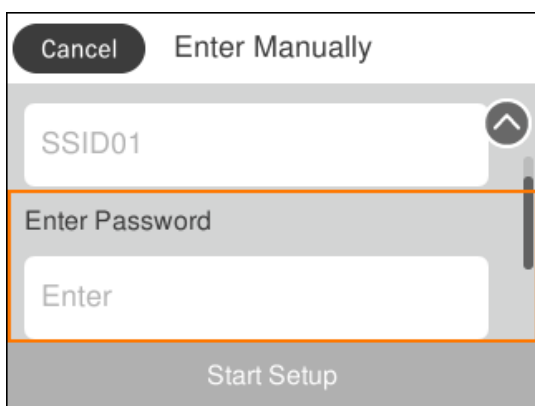 Cancel Enter Manually
SSID01
Enter Password
Enter
Start Setup